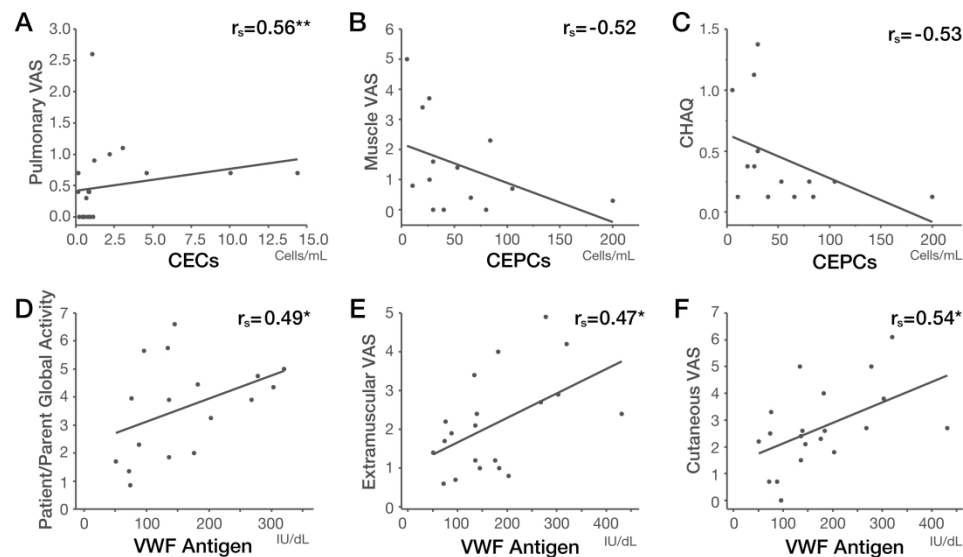 A
r_s=0.56**
Pulmonary VAS
3.0
2.5
2.0
1.5
1.0
0.5
0.0
0.0 2.5 5.0 7.5 10.0 12.5 15.0
CECs
Cells/mL
B
r_s=-0.52
Muscle VAS
6
5
4
3
2
1
0
0 50 100 150 200
CEPCs
Cells/mL
C
r_s=-0.53
CHAQ
1.5
1.0
0.5
0.0
0 50 100 150 200
CEPCs
Cells/mL
D
r_s=0.49*
Patient/Parent Global Activity
7
6
5
4
3
2
1
0
0 100 200 300
VWF Antigen
IU/dL
E
r_s=0.47*
Extramuscular VAS
5
4
3
2
1
0
0 100 200 300 400
VWF Antigen
IU/dL
F
r_s=0.54*
Cutaneous VAS
7
6
5
4
3
2
1
0
0 100 200 300 400
VWF Antigen
IU/dL